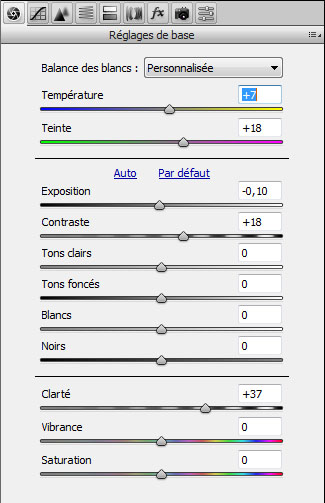 fx
Réglages de base
Balance des blancs : Personnalisée
Température +7
Teinte +18
Auto Par défaut
Exposition -0,10
Contraste +18
Tons clairs 0
Tons foncés 0
Blancs 0
Noirs 0
Clarté +37
Vibrance 0
Saturation 0